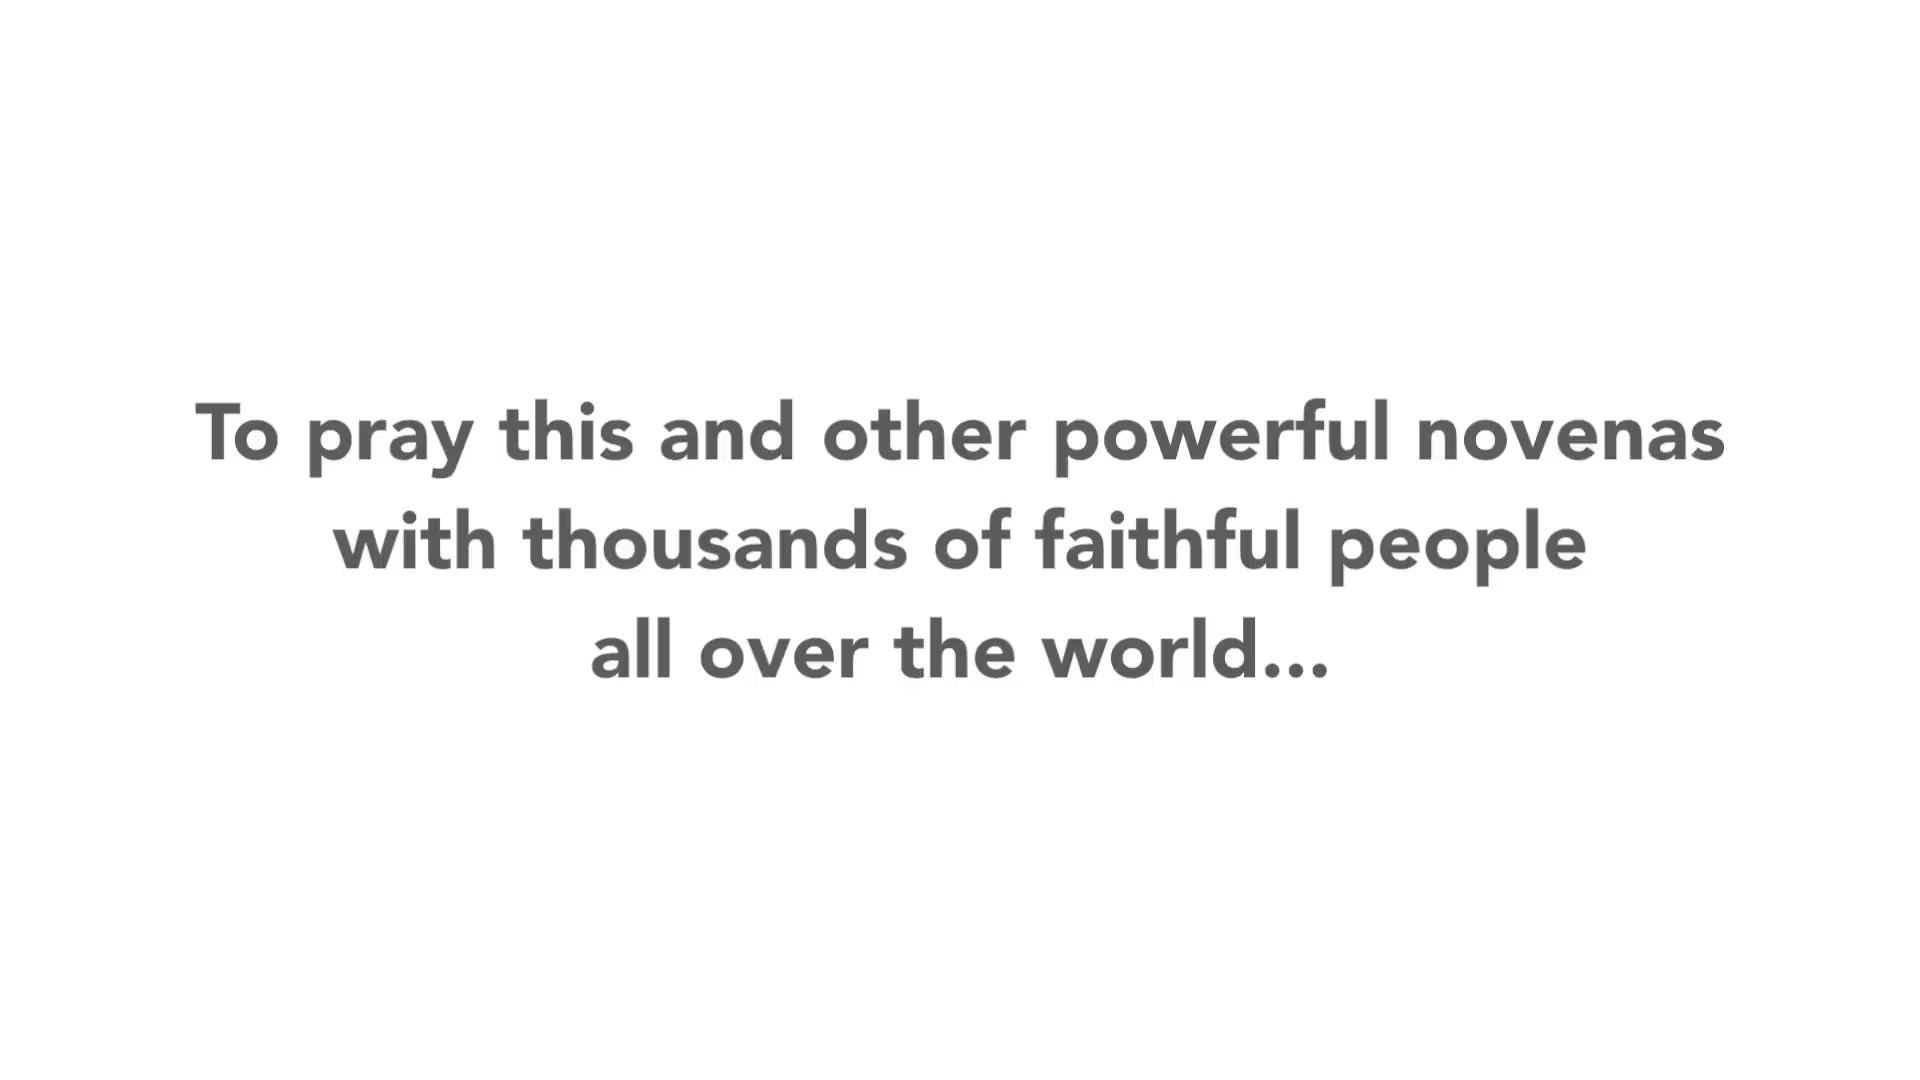 To pray this and other powerful novenas
with thousands of faithful people
all over the world...